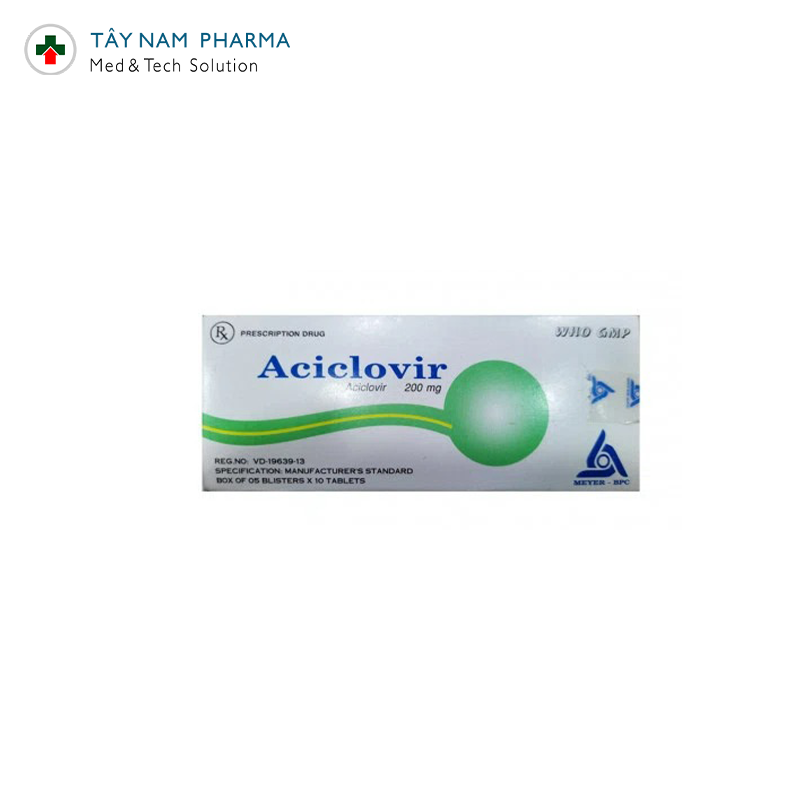 TÂY NAM PHARMA
Med & Tech Solution
Rx PRESCRIPTION DRUG
WHO GMP
Aciclovir
Aciclovir 200 mg
REG.NO: VD-19639-13
SPECIFICATION: MANUFACTURER'S STANDARD
BOX OF 05 BLISTERS X 10 TABLETS
MEYER - BPC